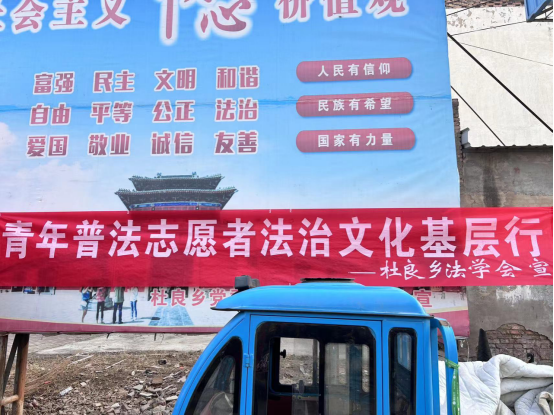 会主义核心价值观
富强 民主 文明 和谐
自由 平等 公正 法治
爱国 敬业 诚信 友善
人民有信仰
民族有希望
国家有力量
青年普法志愿者法治文化基层行
—杜良乡法学会 宣
杜良乡党
宣